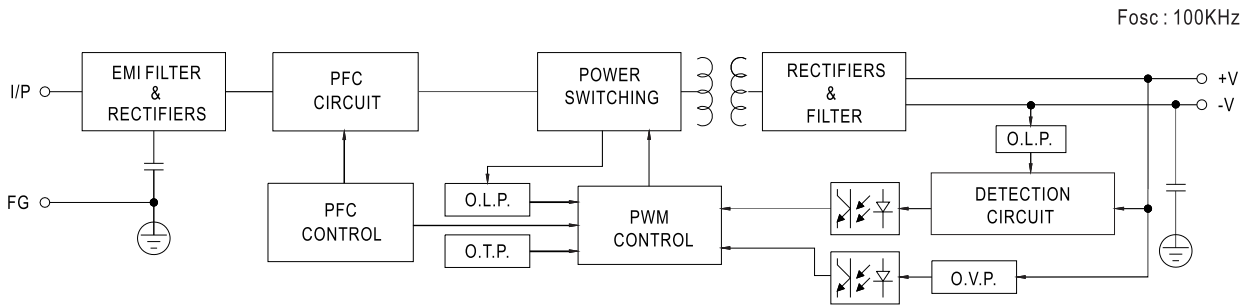 Fosc : 100KHz
I/P
EMI FILTER
&
RECTIFIERS
PFC
CIRCUIT
POWER
SWITCHING
RECTIFIERS
&
FILTER
+V
-V
O.L.P.
FG
PFC
CONTROL
O.L.P.
O.T.P.
PWM
CONTROL
DETECTION
CIRCUIT
O.V.P.